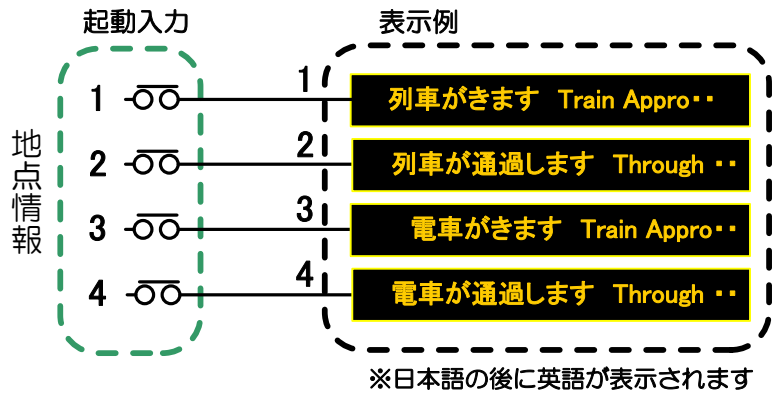 起動入力
表示例
地点情報
1 1 列車がきます Train Appro‥
2 2 列車が通過します Through ‥
3 3 電車がきます Train Appro‥
4 4 電車が通過します Through ‥
※日本語の後に英語が表示されます